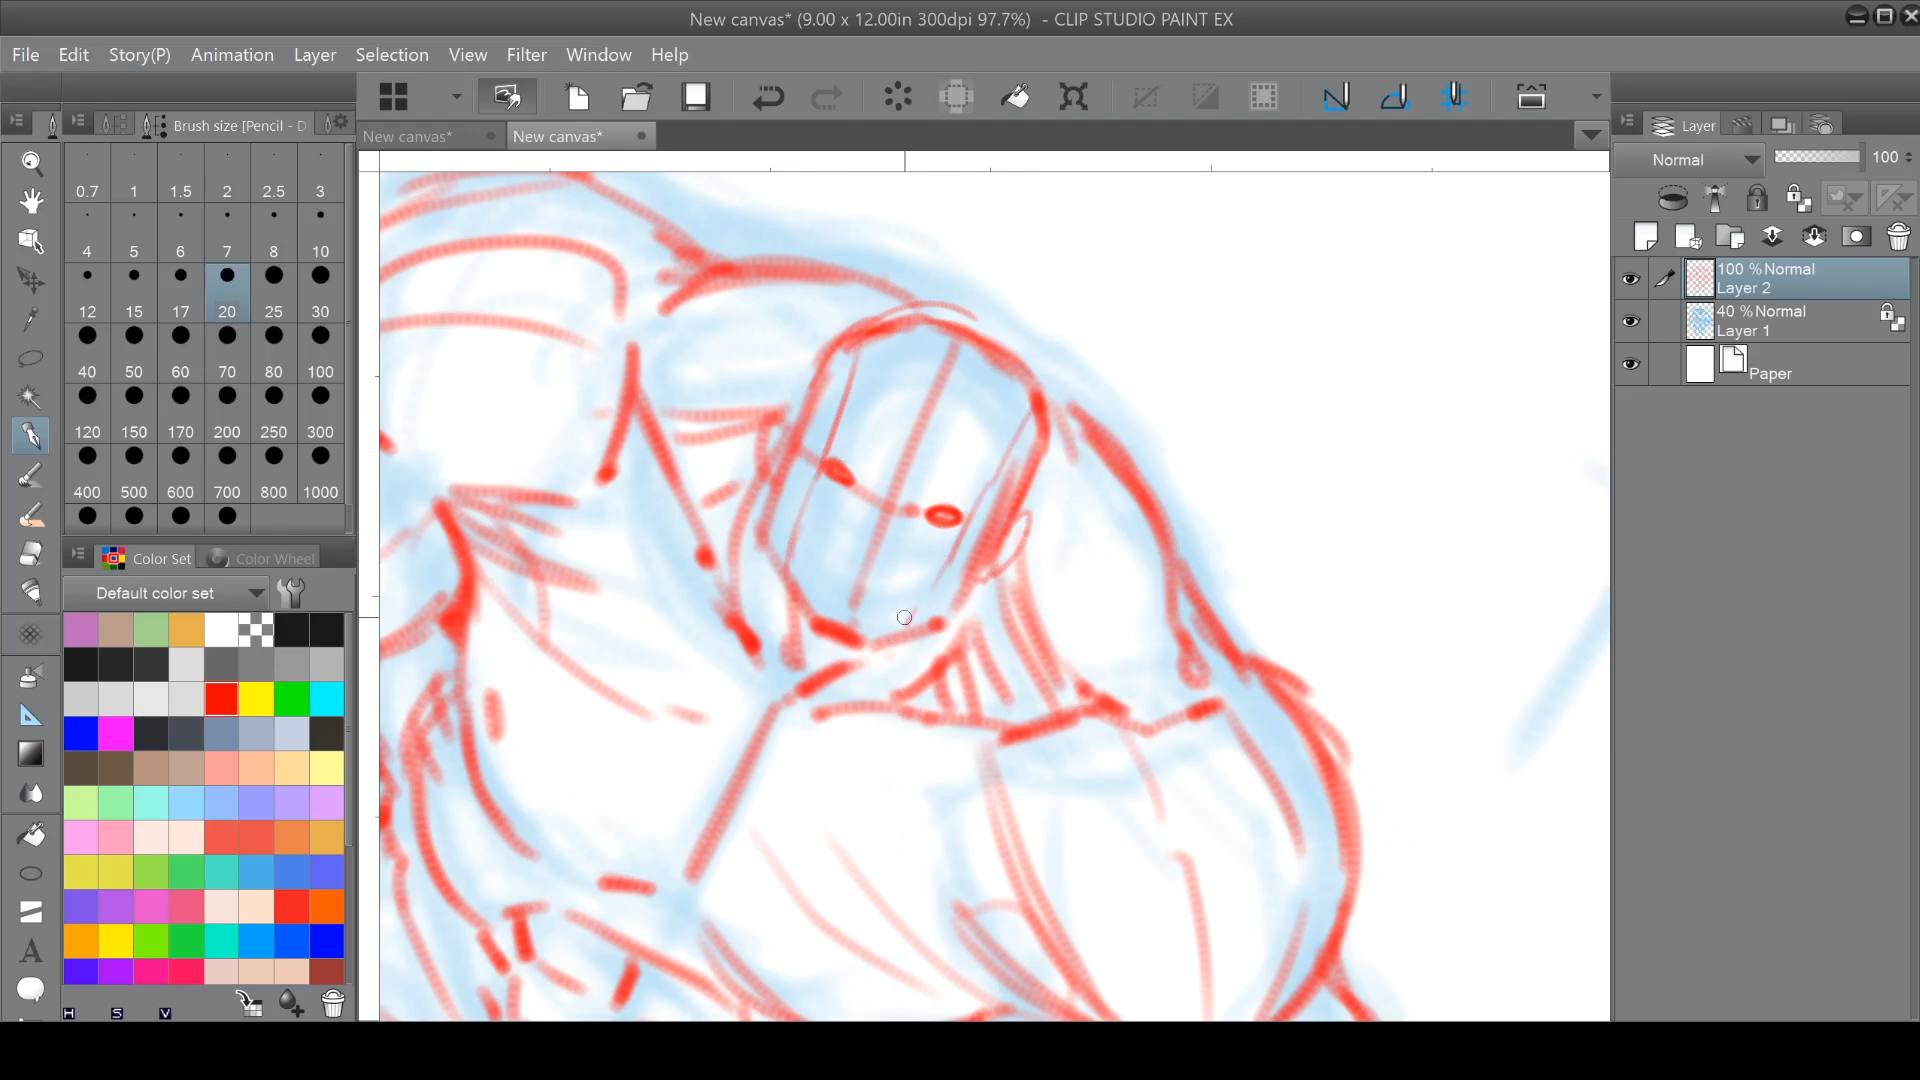 New canvas* (9.00 x 12.00in 300dpi 97.7%)  - CLIP STUDIO PAINT EX
File Edit Story(P) Animation Layer Selection View Filter Window Help
Brush size [Pencil - D
New canvas* New canvas*
Layer
Normal 100
0.7 1 1.5 2 2.5 3
4 5 6 7 8 10
12 15 17 20 25 30
40 50 60 70 80 100
120 150 170 200 250 300
400 500 600 700 800 1000
100 %Normal
Layer 2
40 %Normal
Layer 1
Paper
Color Set Color Wheel
Default color set
H S V